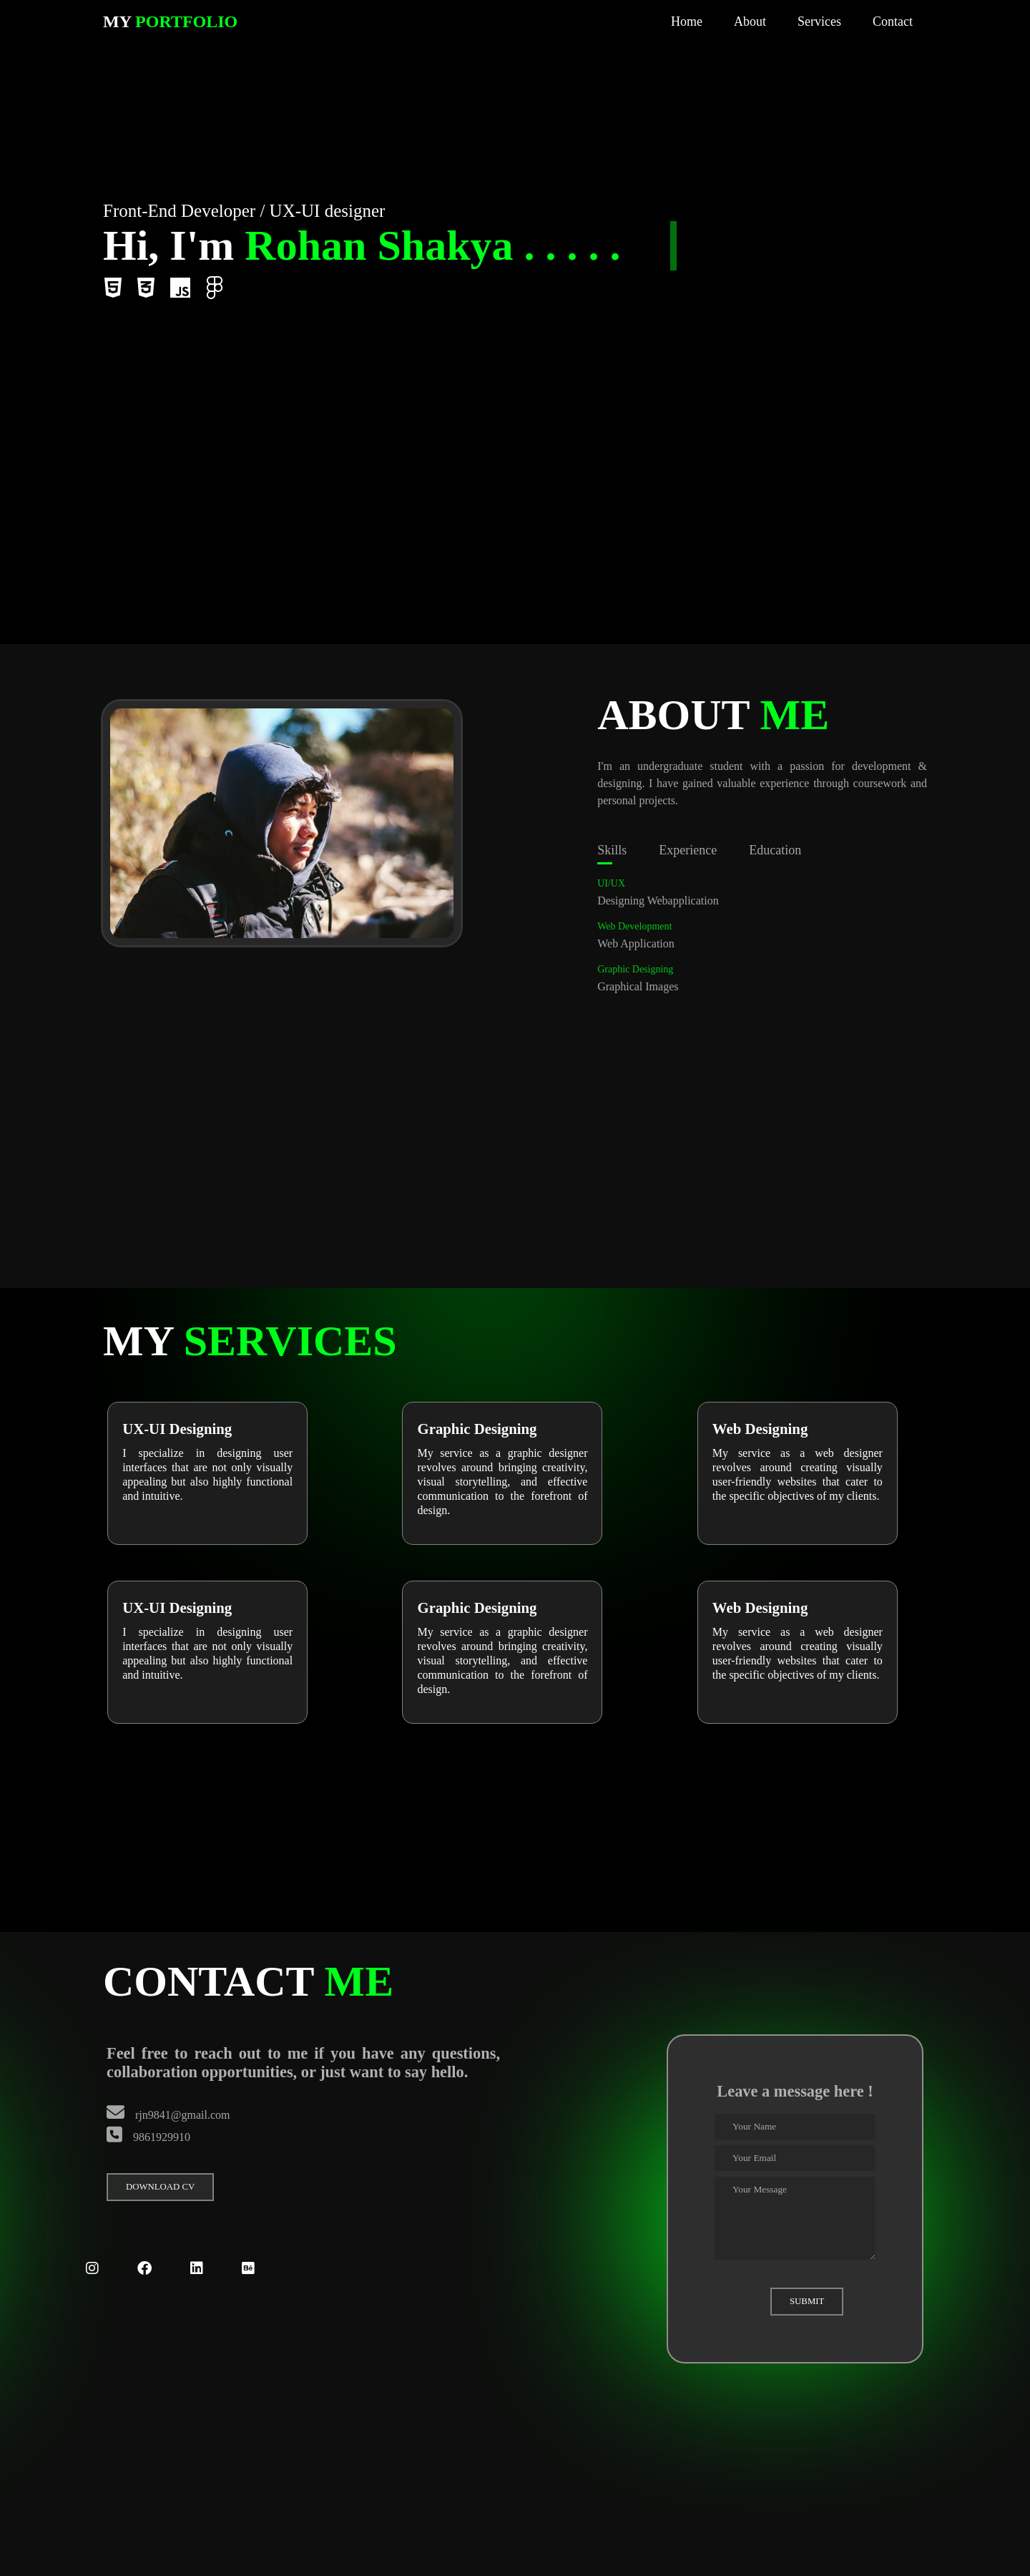 MY PORTFOLIO
Home About Services Contact
Front-End Developer / UX-UI designer
Hi, I'm Rohan Shakya . . . . .
JS
ABOUT ME
I'm an undergraduate student with a passion for development &
designing. I have gained valuable experience through coursework and
personal projects.
Skills Experience Education
UI/UX
Designing Webapplication
Web Development
Web Application
Graphic Designing
Graphical Images
MY SERVICES
UX-UI Designing
I specialize in designing user
interfaces that are not only visually
appealing but also highly functional
and intuitive.
Graphic Designing
My service as a graphic designer
revolves around bringing creativity,
visual storytelling, and effective
communication to the forefront of
design.
Web Designing
My service as a web designer
revolves around creating visually
user-friendly websites that cater to
the specific objectives of my clients.
UX-UI Designing
I specialize in designing user
interfaces that are not only visually
appealing but also highly functional
and intuitive.
Graphic Designing
My service as a graphic designer
revolves around bringing creativity,
visual storytelling, and effective
communication to the forefront of
design.
Web Designing
My service as a web designer
revolves around creating visually
user-friendly websites that cater to
the specific objectives of my clients.
CONTACT ME
Feel free to reach out to me if you have any questions,
collaboration opportunities, or just want to say hello.
rjn9841@gmail.com
9861929910
DOWNLOAD CV
Leave a message here !
Your Name
Your Email
Your Message
SUBMIT